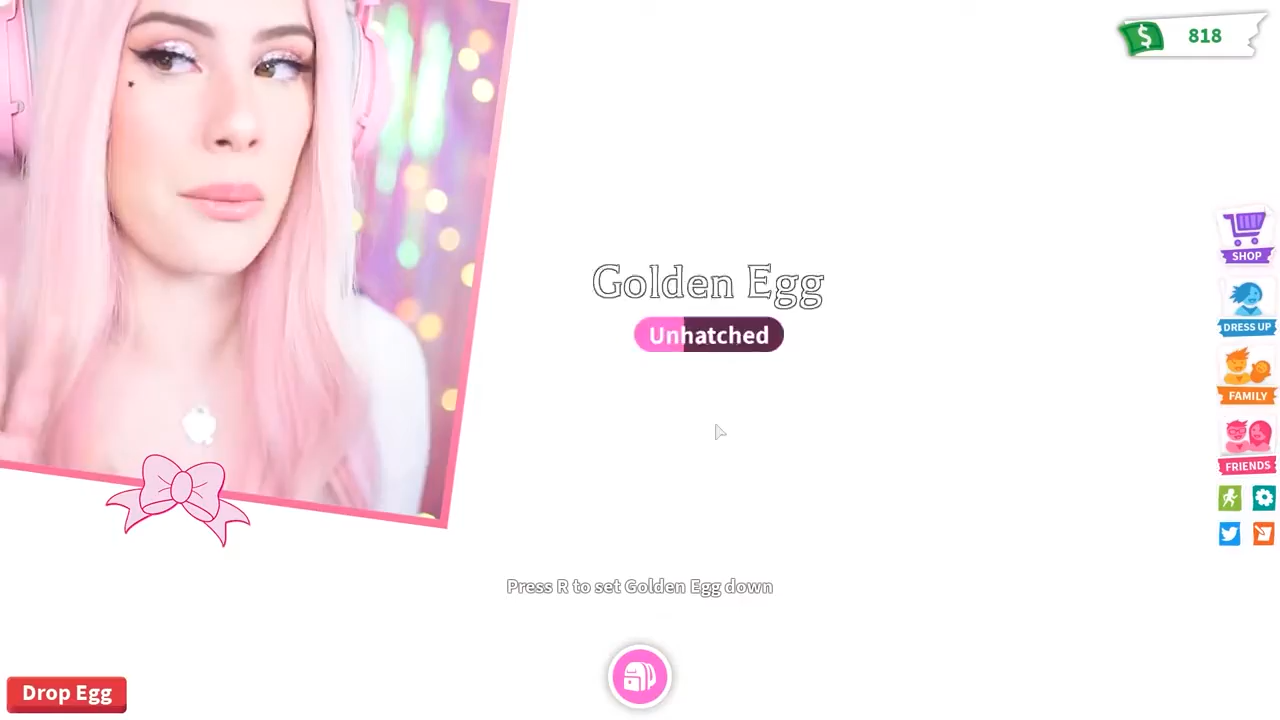 818
SHOP
Golden Egg
DRESS UP
Unhatched
FAMILY
FRIENDS
Press R to set Golden Egg down
Drop Egg